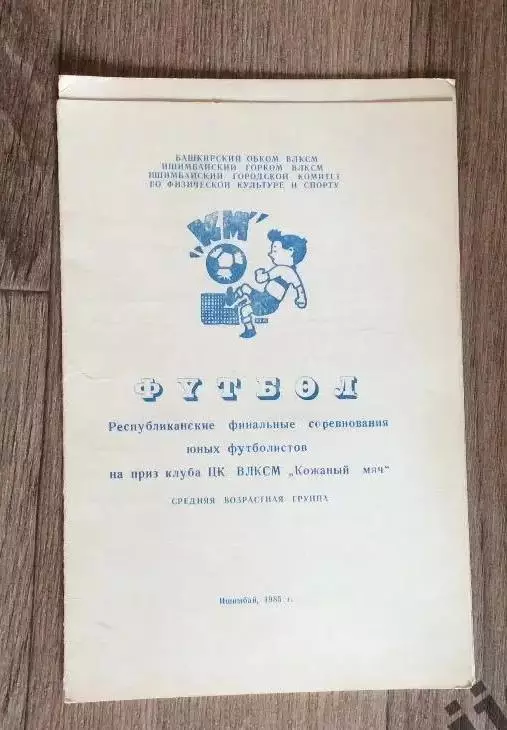 БАШКИРСКИЙ ОБКОМ ВЛКСМ
ИШИМБАЙСКИЙ ГОРКОМ ВЛКСМ
ИШИМБАЙСКИЙ ГОРОДСКОЙ КОМИТЕТ
ПО ФИЗИЧЕСКОЙ КУЛЬТУРЕ И СПОРТУ
"КМ"
ФУТБОЛ
Республиканские финальные соревнования
юных футболистов
на приз клуба ЦК ВЛКСМ „Кожаный мяч"
СРЕДНЯЯ ВОЗРАСТНАЯ ГРУППА
Ишимбай, 1985 г.